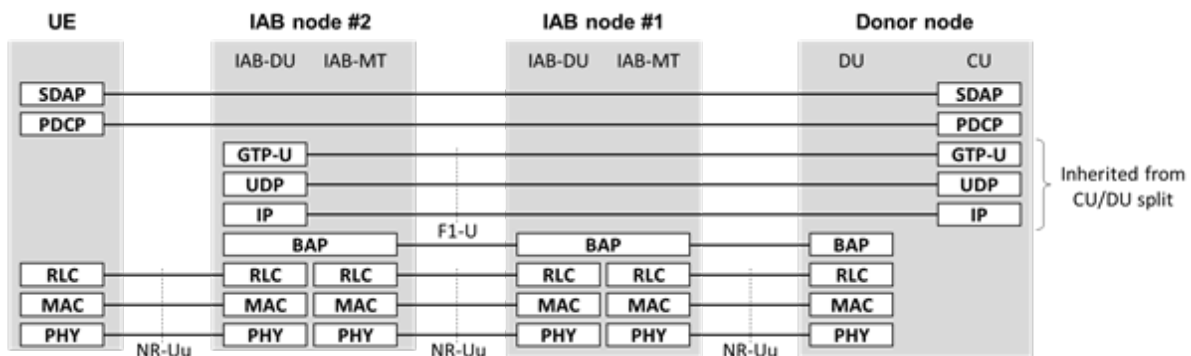 UE IAB node #2 IAB node #1 Donor node
IAB-DU IAB-MT IAB-DU IAB-MT DU CU
SDAP SDAP
PDCP PDCP
GTP-U GTP-U
UDP UDP
Inherited from
CU/DU split
IP IP
F1-U
BAP BAP BAP
RLC RLC RLC RLC RLC RLC
MAC MAC MAC MAC MAC MAC
PHY PHY PHY PHY PHY PHY
NR-Uu NR-Uu NR-Uu